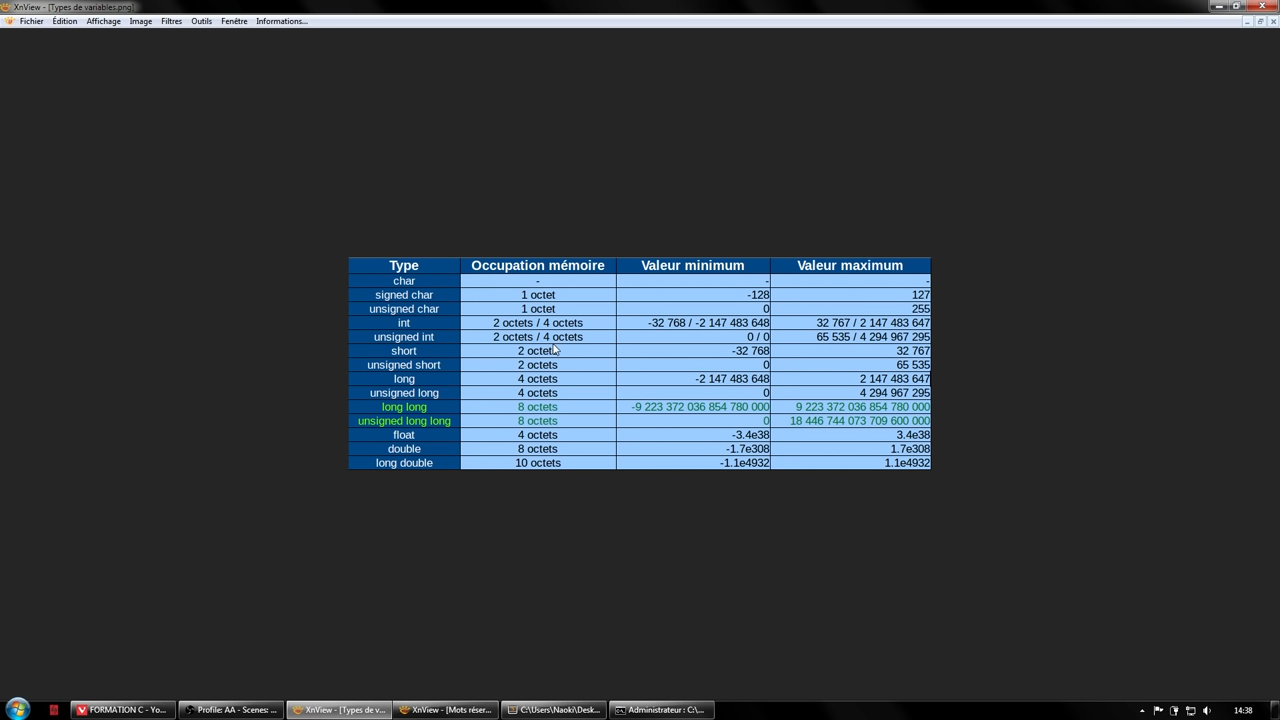 XnView - [Types de variables.png]
Fichier Édition Affichage Image Filtres Outils Fenêtre Informations...
Type Occupation mémoire Valeur minimum Valeur maximum
char - - -
signed char 1 octet -128 127
unsigned char 1 octet 0 255
int 2 octets / 4 octets -32 768 / -2 147 483 648 32 767 / 2 147 483 647
unsigned int 2 octets / 4 octets 0 / 0 65 535 / 4 294 967 295
short 2 octets -32 768 32 767
unsigned short 2 octets 0 65 535
long 4 octets -2 147 483 648 2 147 483 647
unsigned long 4 octets 0 4 294 967 295
long long 8 octets -9 223 372 036 854 780 000 9 223 372 036 854 780 000
unsigned long long 8 octets 0 18 446 744 073 709 600 000
float 4 octets -3.4e38 3.4e38
double 8 octets -1.7e308 1.7e308
long double 10 octets -1.1e4932 1.1e4932
FORMATION C - Yo... Profile: AA - Scenes: ... XnView - [Types de v... XnView - [Mots réser... C:\Users\Naoki\Desk... Administrateur : C:\... 14:38